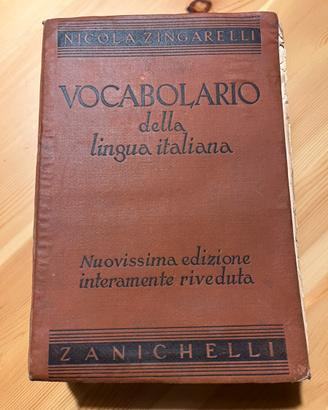 NICOLA ZINGARELLI
VOCABOLARIO
della
lingua italiana
Nuovissima edizione
interamente riveduta
ZANICHELLI